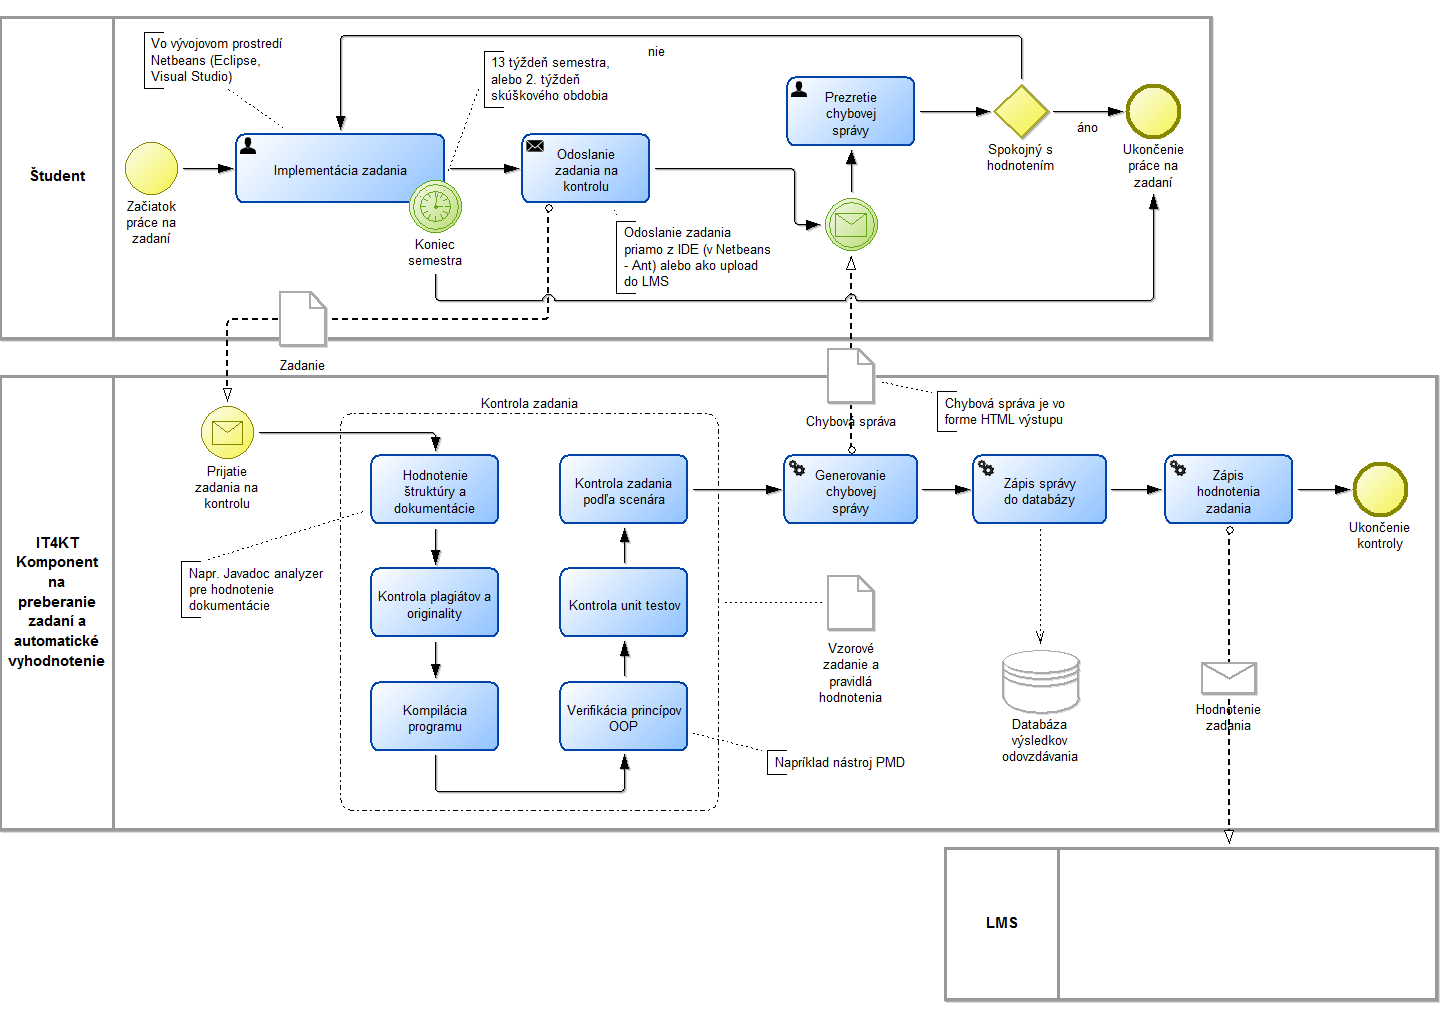 Študent
Vo vývojovom prostredí
Netbeans (Eclipse,
Visual Studio)
nie
13 týždeň semestra,
alebo 2. týždeň
skúškového obdobia
Začiatok
práce na
zadaní
Implementácia zadania
Koniec
semestra
Odoslanie
zadania na
kontrolu
Odoslanie zadania
priamo z IDE (v Netbeans
- Ant) alebo ako upload
do LMS
Prezretie
chybovej
správy
Spokojný s
hodnotením
áno
Ukončenie
práce na
zadaní
Zadanie
Chybová správa
Chybová správa je vo
forme HTML výstupu
IT4KT
Komponent
na
preberanie
zadaní a
automatické
vyhodnotenie
Prijatie
zadania na
kontrolu
Kontrola zadania
Hodnotenie
štruktúry a
dokumentácie
Napr. Javadoc analyzer
pre hodnotenie
dokumentácie
Kontrola plagiátov a
originality
Kompilácia
programu
Verifikácia princípov
OOP
Napríklad nástroj PMD
Kontrola unit testov
Kontrola zadania
podľa scenára
Vzorové
zadanie a
pravidlá
hodnotenia
Generovanie
chybovej
správy
Zápis správy
do databázy
Databáza
výsledkov
odovzdávania
Zápis
hodnotenia
zadania
Hodnotenie
zadania
Ukončenie
kontroly
LMS